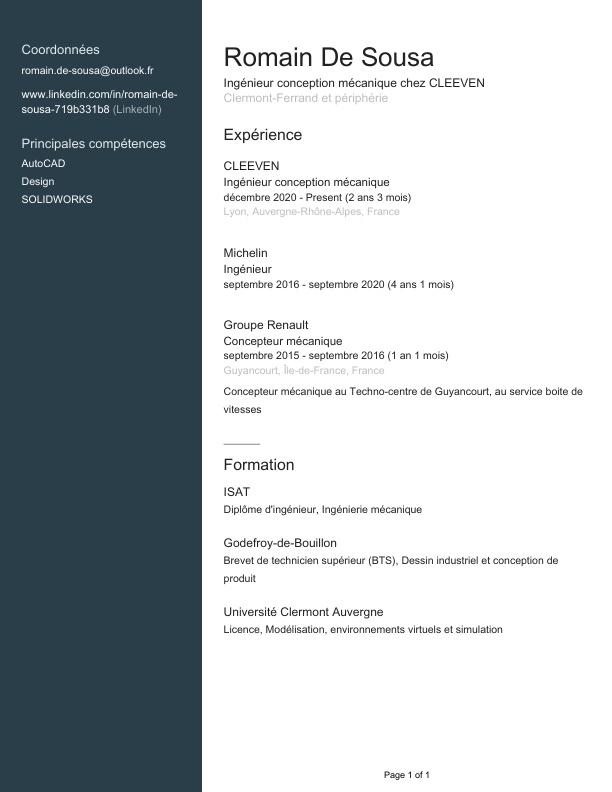 Coordonnées
romain.de-sousa@outlook.fr
www.linkedin.com/in/romain-de-
sousa-719b331b8 (LinkedIn)
Principales compétences
AutoCAD
Design
SOLIDWORKS
Romain De Sousa
Ingénieur conception mécanique chez CLEEVEN
Clermont-Ferrand et périphérie
Expérience
CLEEVEN
Ingénieur conception mécanique
décembre 2020 - Present (2 ans 3 mois)
Lyon, Auvergne-Rhône-Alpes, France
Michelin
Ingénieur
septembre 2016 - septembre 2020 (4 ans 1 mois)
Groupe Renault
Concepteur mécanique
septembre 2015 - septembre 2016 (1 an 1 mois)
Guyancourt, Île-de-France, France
Concepteur mécanique au Techno-centre de Guyancourt, au service boite de
vitesses
Formation
ISAT
Diplôme d'ingénieur, Ingénierie mécanique
Godefroy-de-Bouillon
Brevet de technicien supérieur (BTS), Dessin industriel et conception de
produit
Université Clermont Auvergne
Licence, Modélisation, environnements virtuels et simulation
Page 1 of 1